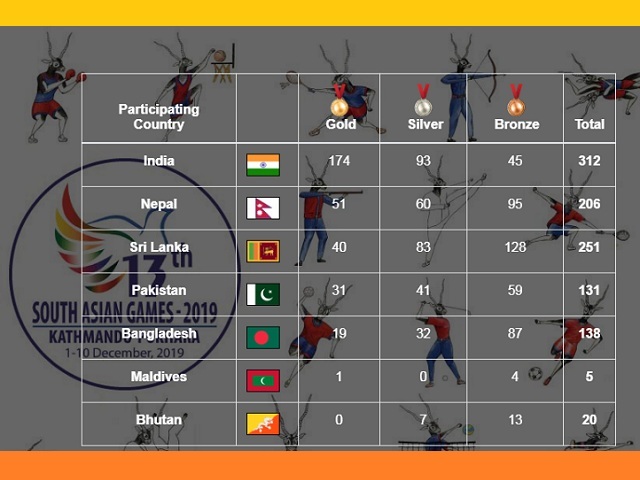 Participating Country Gold Silver Bronze Total
India 174 93 45 312
Nepal 51 60 95 206
Sri Lanka 40 83 128 251
Pakistan 31 41 59 131
Bangladesh 19 32 87 138
Maldives 1 0 4 5
Bhutan 0 7 13 20
13th
SOUTH ASIAN GAMES - 2019
KATHMANDU
1-10 December, 2019